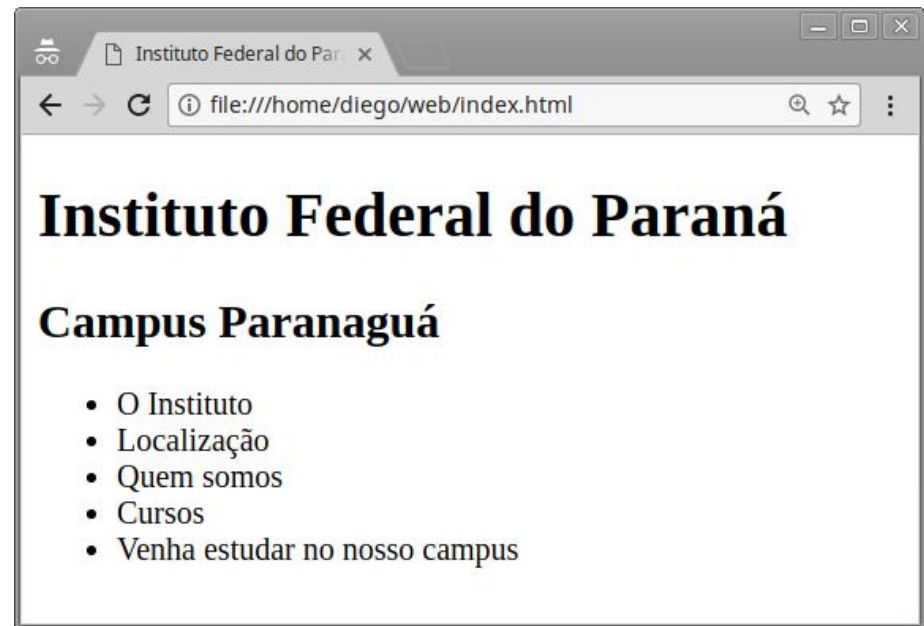 Instituto Federal do Par
file:///home/diego/web/index.html
Instituto Federal do Paraná
Campus Paranaguá
O Instituto
Localização
Quem somos
Cursos
Venha estudar no nosso campus